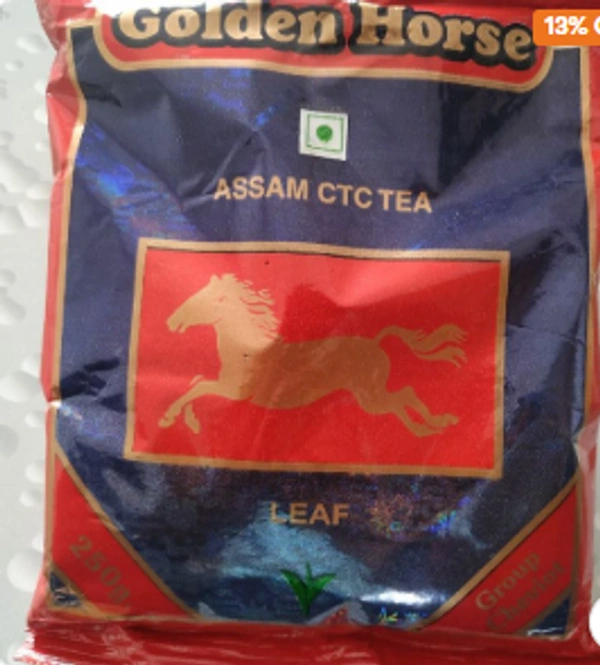 Golden Horse
13%
ASSAM CTC TEA
LEAF
250g
Group